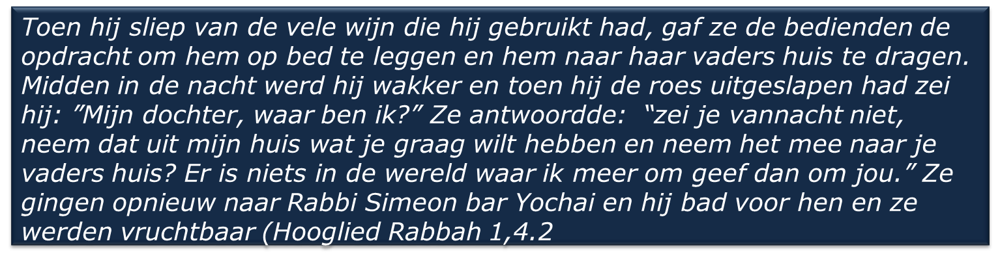 Toen hij sliep van de vele wijn die hij gebruikt had, gaf ze de bedienden de
opdracht om hem op bed te leggen en hem naar haar vaders huis te dragen.
Midden in de nacht werd hij wakker en toen hij de roes uitgeslapen had zei
hij: ”Mijn dochter, waar ben ik?” Ze antwoordde:  “zei je vannacht niet,
neem dat uit mijn huis wat je graag wilt hebben en neem het mee naar je
vaders huis? Er is niets in de wereld waar ik meer om geef dan om jou.” Ze
gingen opnieuw naar Rabbi Simeon bar Yochai en hij bad voor hen en ze
werden vruchtbaar (Hooglied Rabbah 1,4.2